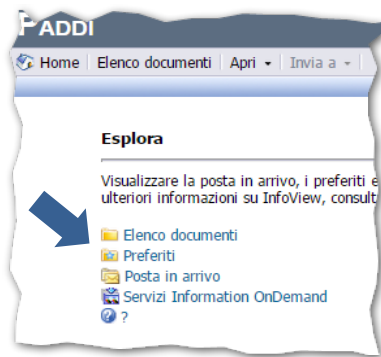 PADDI
Home Elenco documenti Apri Invia a
Esplora
Visualizzare la posta in arrivo, i preferiti e
ulteriori informazioni su InfoView, consult
Elenco documenti
Preferiti
Posta in arrivo
Servizi Information OnDemand
?